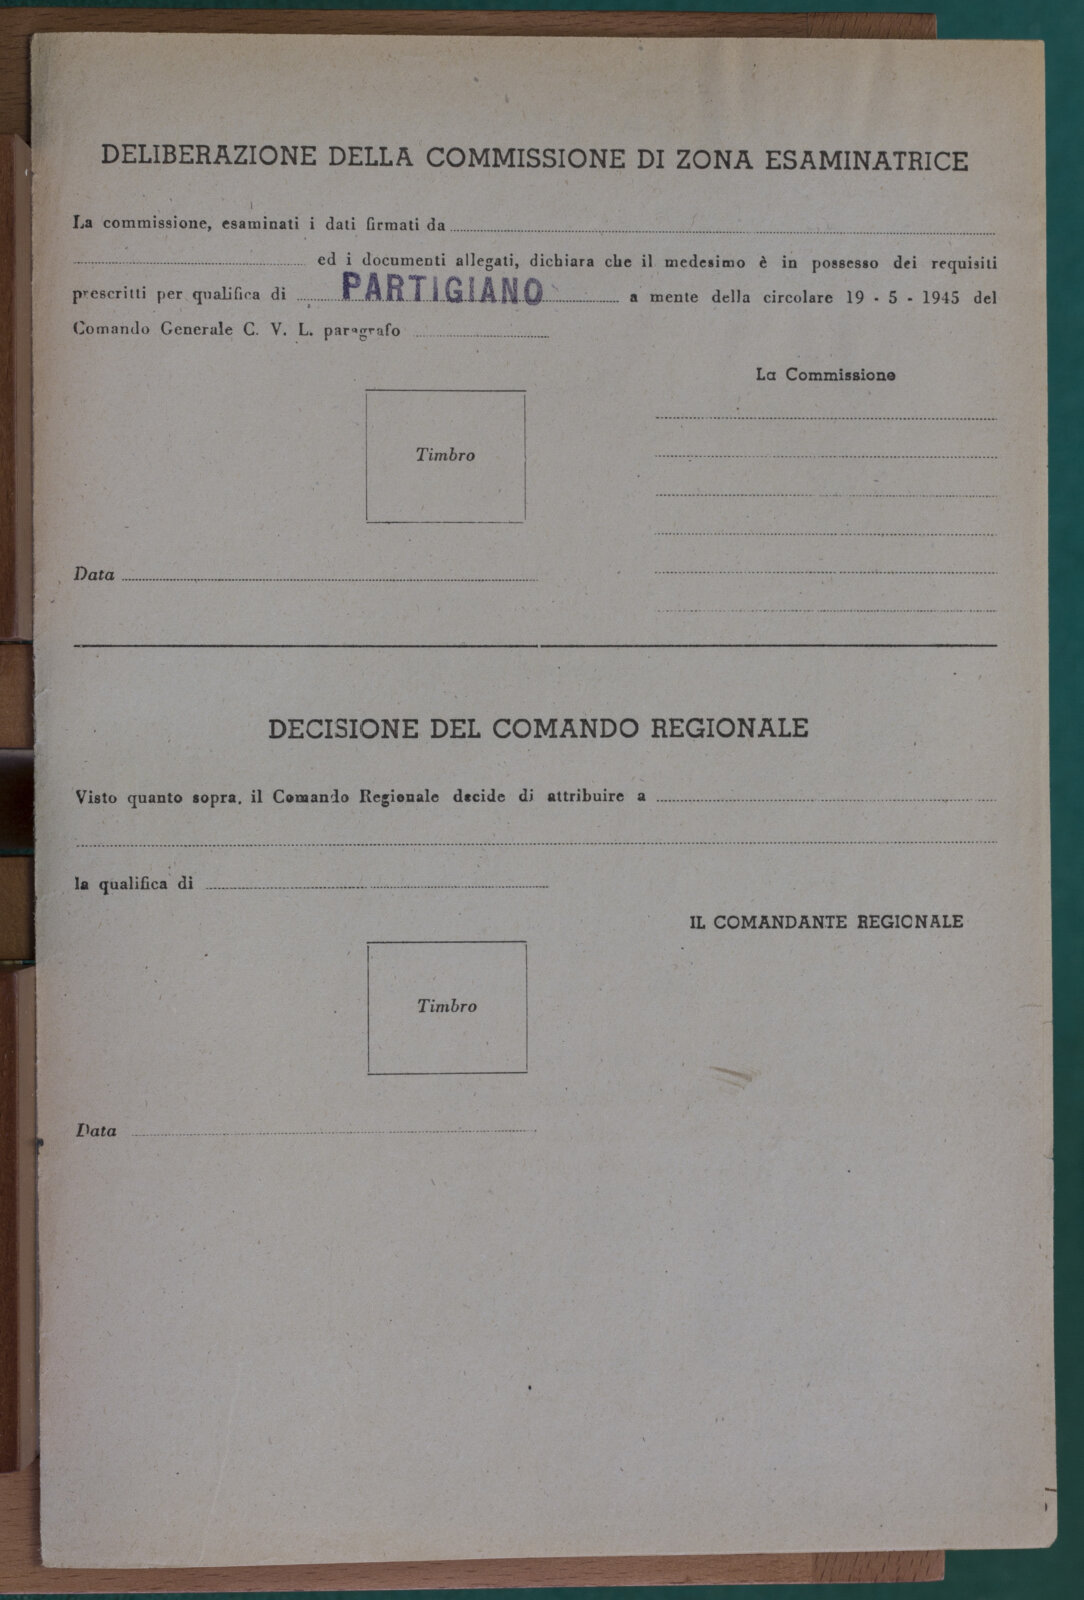 DELIBERAZIONE DELLA COMMISSIONE DI ZONA ESAMINATRICE
La commissione, esaminati i dati firmati da
ed i documenti allegati, dichiara che il medesimo è in possesso dei requisiti
prescritti per qualifica di PARTIGIANO a mente della circolare 19 - 5 - 1945 del
Comando Generale C. V. L. paragrafo
La Commissione
Timbro
Data
DECISIONE DEL COMANDO REGIONALE
Visto quanto sopra, il Comando Regionale decide di attribuire a
la qualifica di
IL COMANDANTE REGIONALE
Timbro
Data